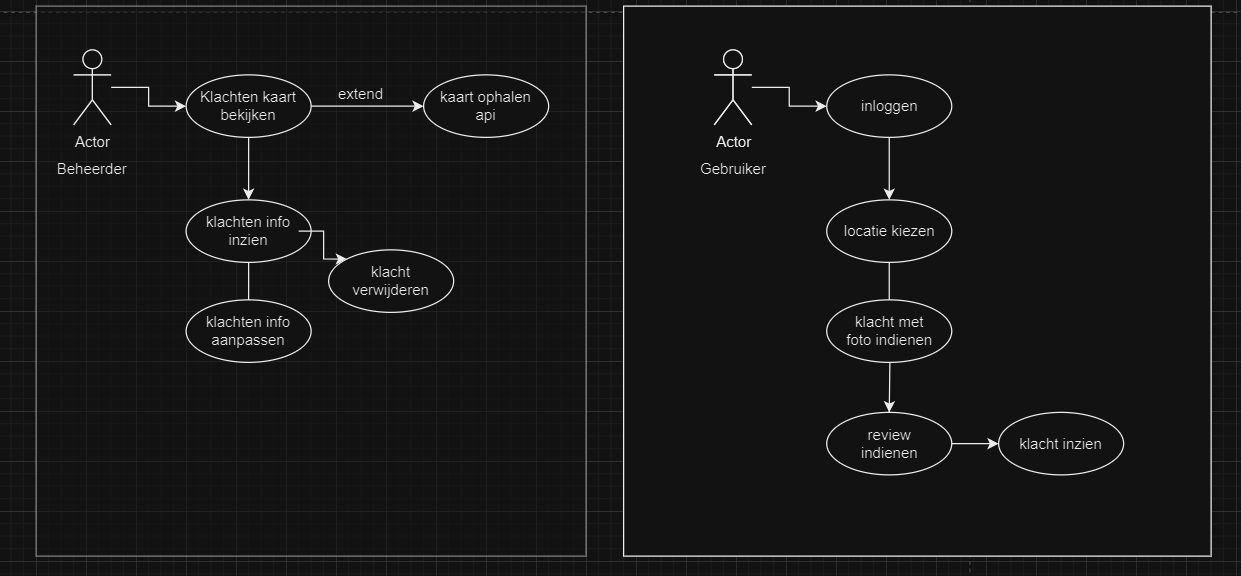 Klachten kaart
bekijken
extend
kaart ophalen
api
Actor
Beheerder
klachten info
inzien
klacht
verwijderen
klachten info
aanpassen
inloggen
Actor
Gebruiker
locatie kiezen
klacht met
foto indienen
review
indienen
klacht inzien